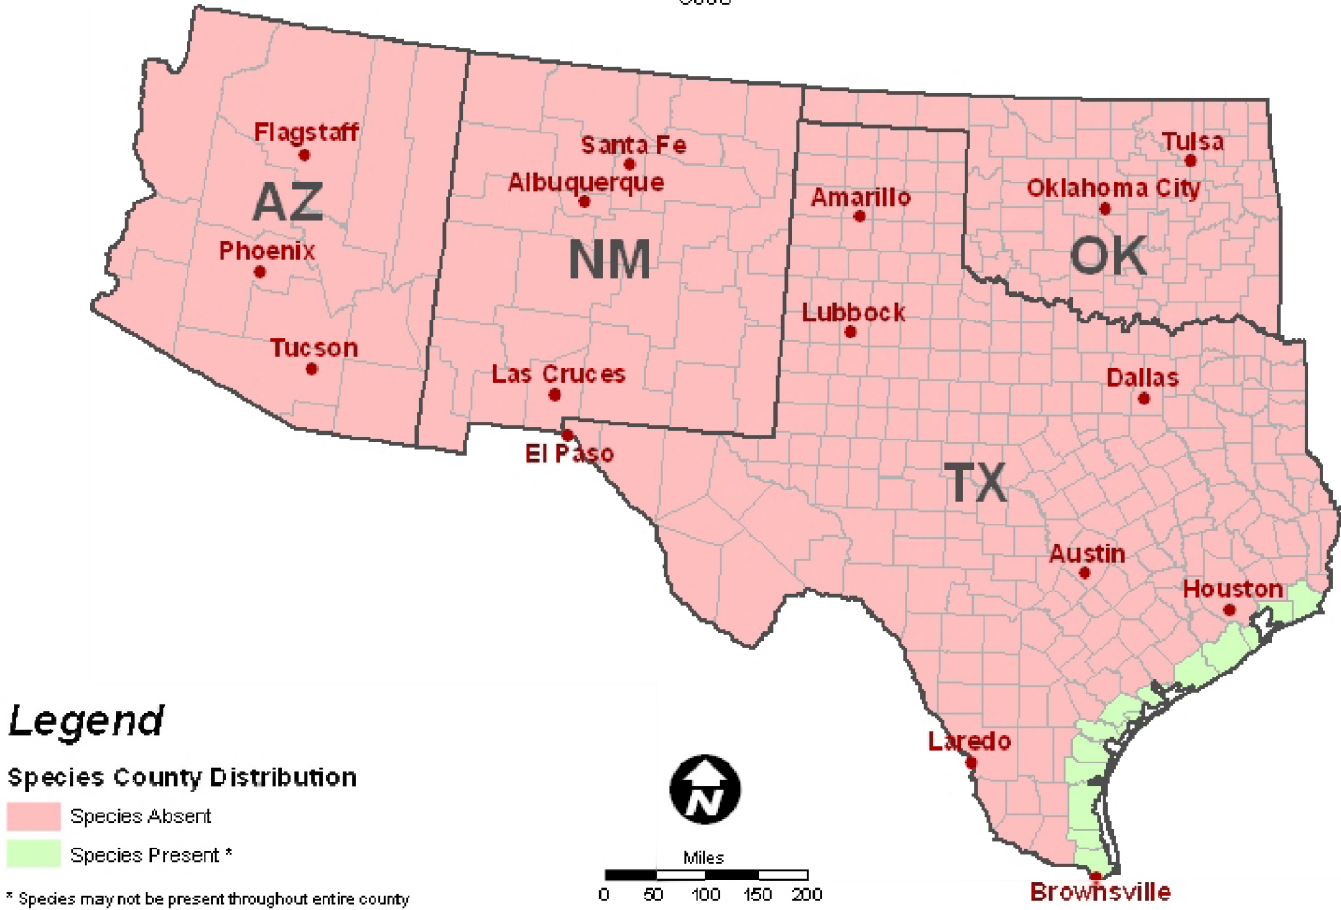 Flagstaff
Santa Fe
Tulsa
Albuquerque
Oklahoma City
AZ
Amarillo
Phoenix
NM
OK
Lubbock
Tucson
Las Cruces
Dallas
El Paso
TX
Austin
Houston
Legend
Laredo
Species County Distribution
Species Absent
Species Present *
N
Miles
0 50 100 150 200
* Species may not be present throughout entire county
Brownsville